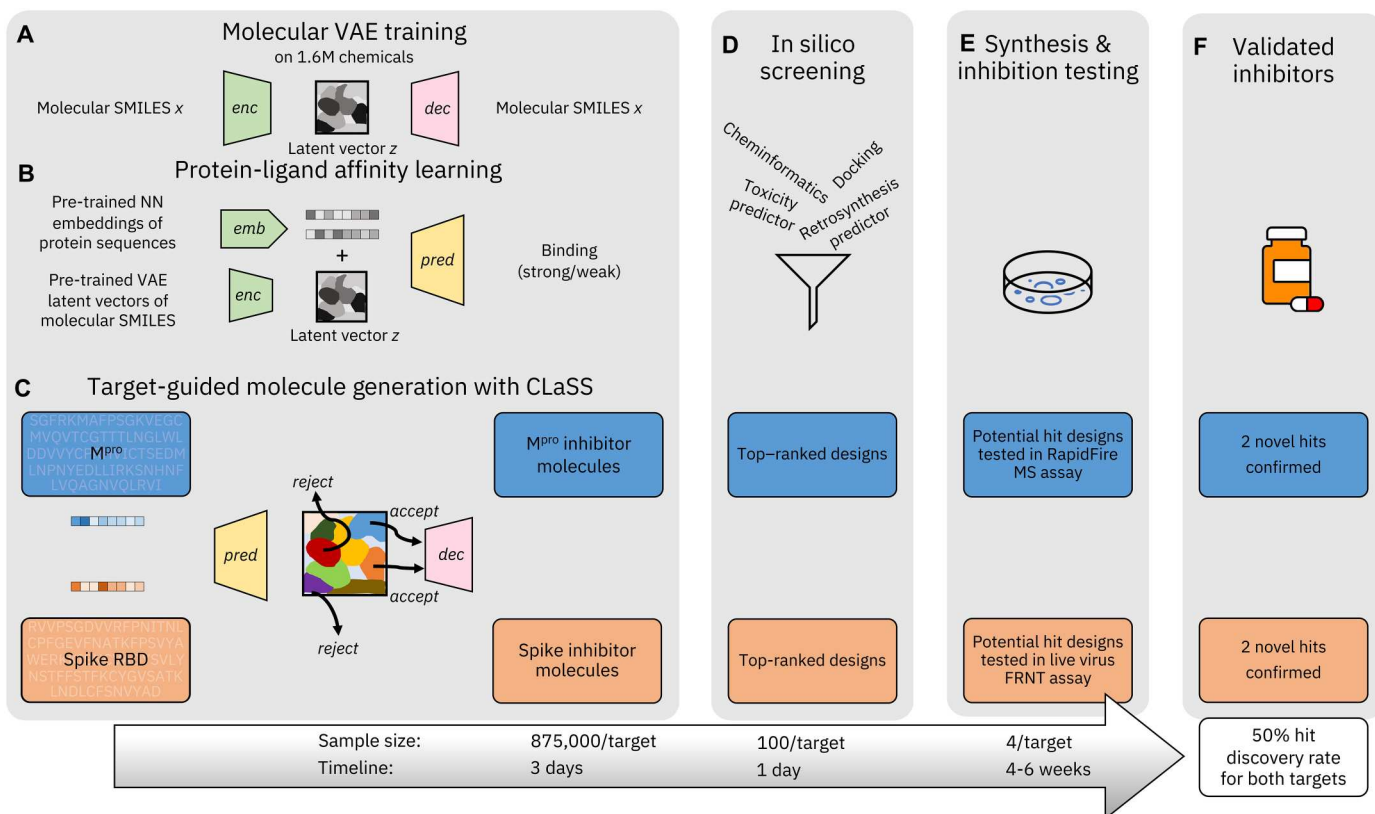 A
Molecular VAE training
on 1.6M chemicals
Molecular SMILES x
enc
dec
Molecular SMILES x
Latent vector z
B
Protein-ligand affinity learning
Pre-trained NN
embeddings of
protein sequences
emb
+
pred
Binding
(strong/weak)
Pre-trained VAE
latent vectors of
molecular SMILES
enc
Latent vector z
C
Target-guided molecule generation with CLaSS
SGFRKMAFPSGKVEGC
MVQVTCGTTTLNGLWL
DDVVYCP
ICTSEDM
LNPNYEDLLIRKSNHNF
LVQAGNVQLRVI
Mpro
Mpro inhibitor
molecules
reject
accept
pred
dec
accept
reject
RVVPSGDVVRFPNITNL
CPFGEVFNATKFPSVYA
WER
SVLY
NSTFFSTFKCYGVSATK
LNDLCFSNVYAD
Spike RBD
Spike inhibitor
molecules
D
In silico
screening
Cheminformatics
Docking
Toxicity
predictor
Retrosynthesis
predictor
Top–ranked designs
Top-ranked designs
E
Synthesis &
inhibition testing
Potential hit designs
tested in RapidFire
MS assay
Potential hit designs
tested in live virus
FRNT assay
F
Validated
inhibitors
2 novel hits
confirmed
2 novel hits
confirmed
Sample size:
875,000/target
100/target
4/target
Timeline:
3 days
1 day
4-6 weeks
50% hit
discovery rate
for both targets